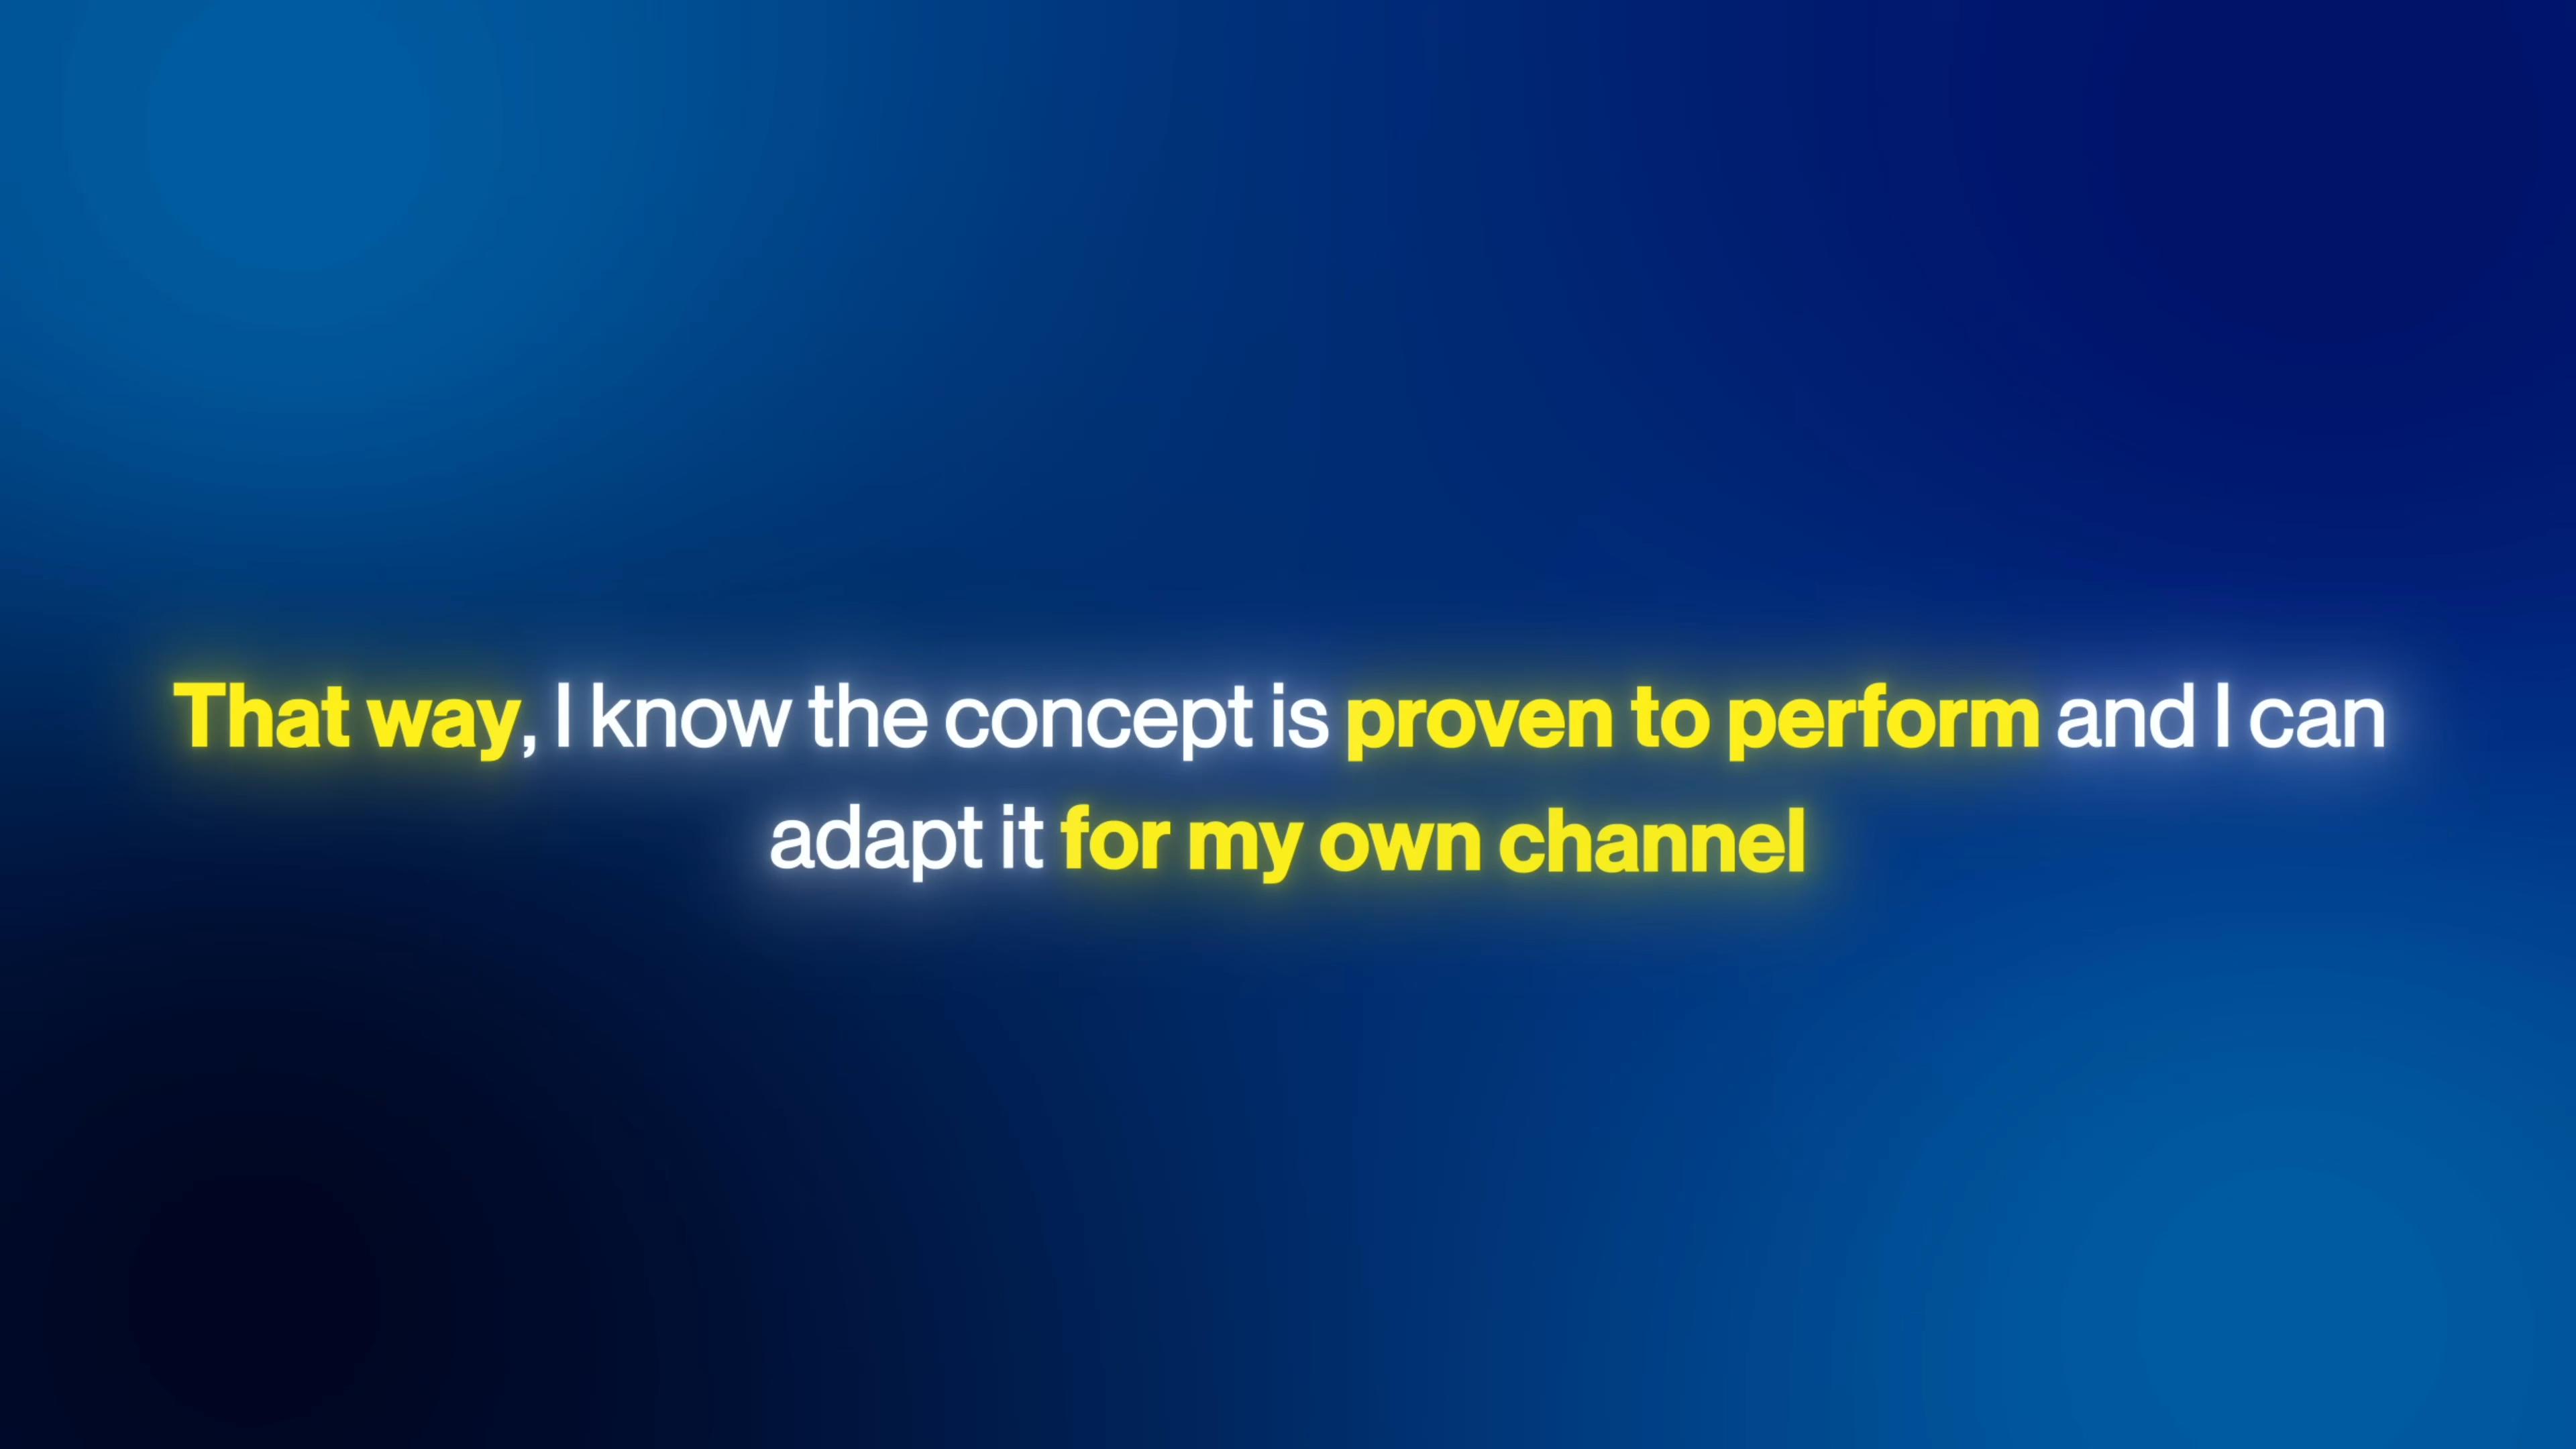 That way, I know the concept is proven to perform and I can
adapt it for my own channel